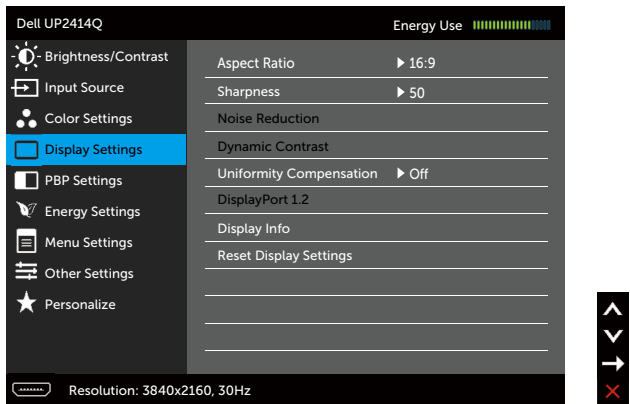 Dell UP2414Q
Energy Use
Brightness/Contrast
Input Source
Color Settings
Display Settings
PBP Settings
Energy Settings
Menu Settings
Other Settings
Personalize
Aspect Ratio 16:9
Sharpness 50
Noise Reduction
Dynamic Contrast
Uniformity Compensation Off
DisplayPort 1.2
Display Info
Reset Display Settings
Resolution: 3840x2160, 30Hz